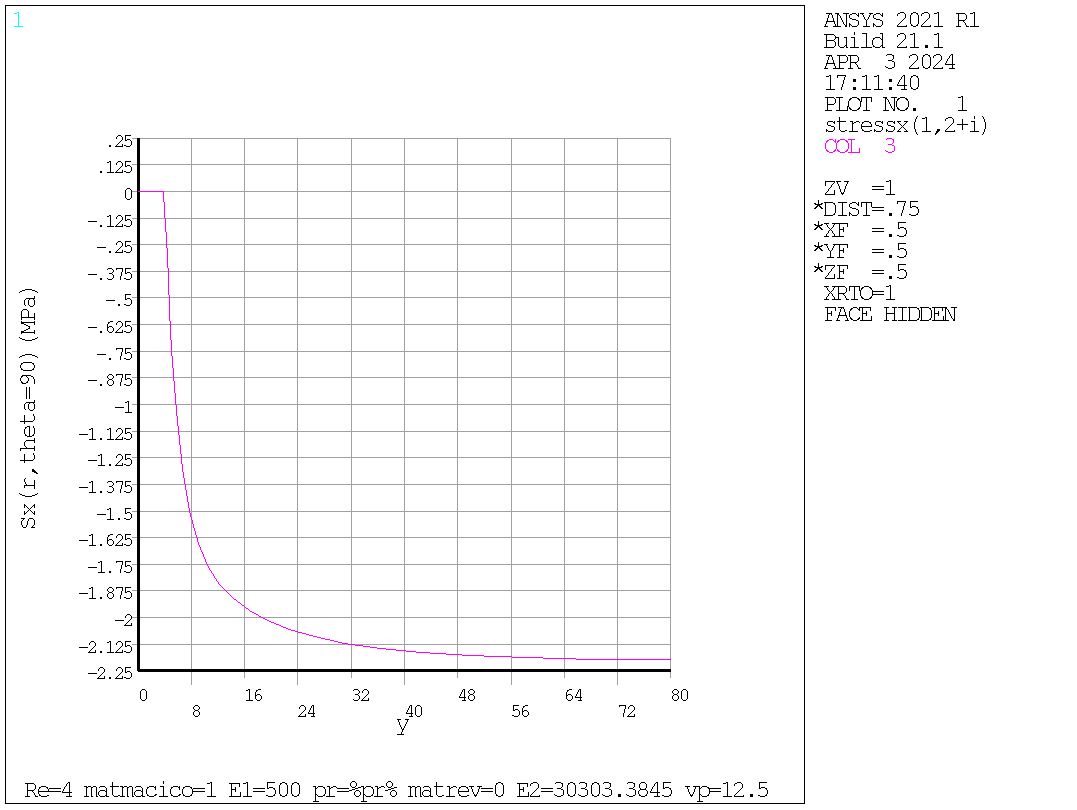 1
ANSYS 2021 R1
Build 21.1
APR  3 2024
17:11:40
PLOT NO.   1
stressx(1,2+i)
COL  3
ZV  =1
*DIST=.75
*XF  =.5
*YF  =.5
*ZF  =.5
XRTO=1
FACE HIDDEN
Sx(r,theta=90)(MPa)
.25
.125
0
-.125
-.25
-.375
-.5
-.625
-.75
-.875
-1
-1.125
-1.25
-1.375
-1.5
-1.625
-1.75
-1.875
-2
-2.125
-2.25
0 16 32 48 64 80
8 24 40 56 72
y
Re=4 matmacico=1 E1=500 pr=%pr% matrev=0 E2=30303.3845 vp=12.5